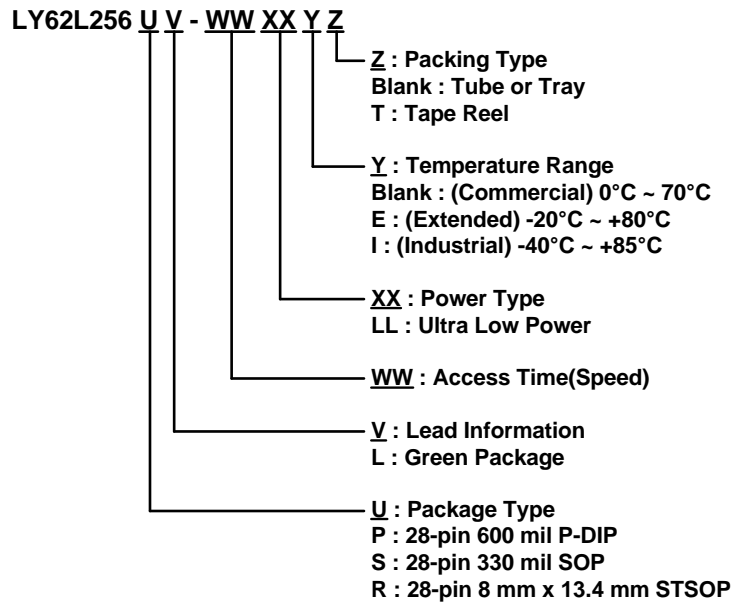 LY62L256 U V - WW XX Y Z
Z : Packing Type
Blank : Tube or Tray
T : Tape Reel
Y : Temperature Range
Blank : (Commercial) 0°C ~ 70°C
E : (Extended) -20°C ~ +80°C
I : (Industrial) -40°C ~ +85°C
XX : Power Type
LL : Ultra Low Power
WW : Access Time(Speed)
V : Lead Information
L : Green Package
U : Package Type
P : 28-pin 600 mil P-DIP
S : 28-pin 330 mil SOP
R : 28-pin 8 mm x 13.4 mm STSOP